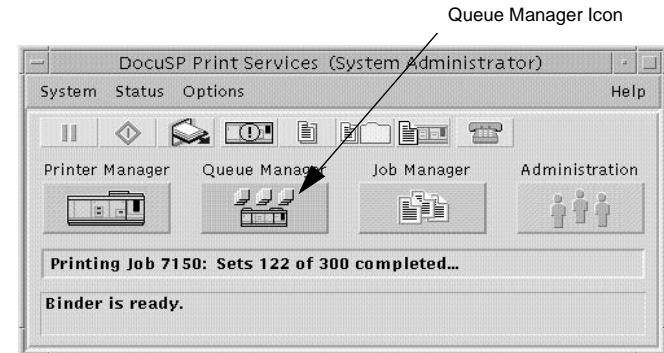 Queue Manager Icon
DocuSP Print Services (System Administrator)
System Status Options Help
Printer Manager Queue Manager Job Manager Administration
Printing Job 7150: Sets 122 of 300 completed...
Binder is ready.